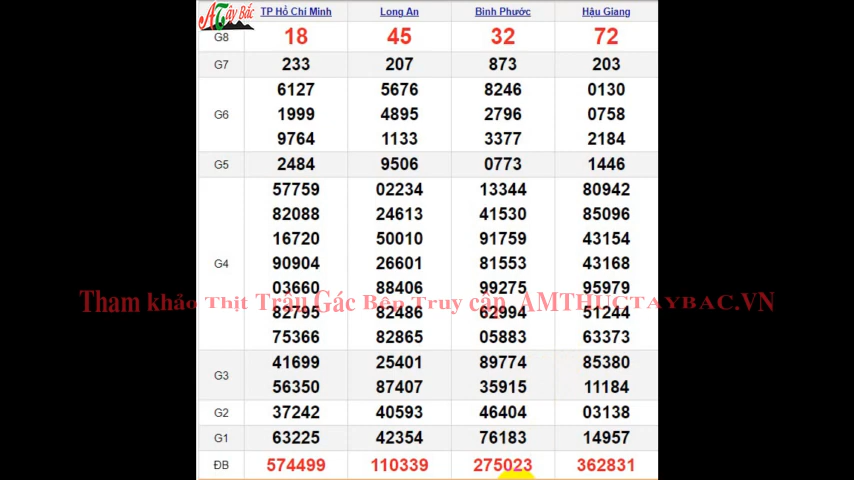 A Tây Bắc
TP Hồ Chí Minh Long An Bình Phước Hậu Giang
G8 18 45 32 72
G7 233 207 873 203
6127 5676 8246 0130
G6 1999 4895 2796 0758
9764 1133 3377 2184
G5 2484 9506 0773 1446
57759 02234 13344 80942
82088 24613 41530 85096
16720 50010 91759 43154
G4 90904 26601 81553 43168
03660 88406 99275 95979
Tham khảo Thịt Trâu Gác Bếp Truy cập AMTHUCTAYBAC.VN
82795 82486 62994 51244
75366 82865 05883 63373
G3 41699 25401 89774 85380
56350 87407 35915 11184
G2 37242 40593 46404 03138
G1 63225 42354 76183 14957
ĐB 574499 110339 275023 362831